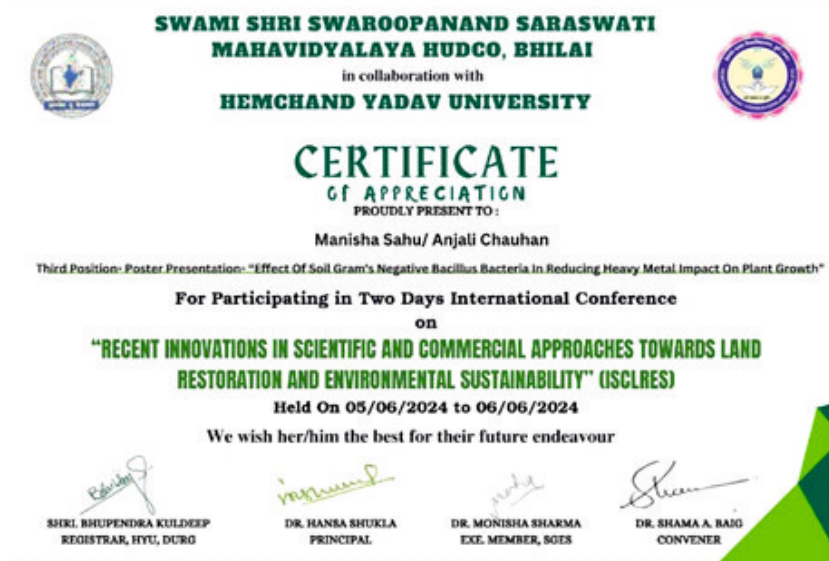 SWAMI SHRI SWAROOPANAND SARASWATI
MAHAVIDYALAYA HUDCO, BHILAI
in collaboration with
HEMCHAND YADAV UNIVERSITY
CERTIFICATE
OF APPRECIATION
PROUDLY PRESENT TO :
Manisha Sahu/ Anjali Chauhan
Third Position- Poster Presentation- "Effect Of Soil Gram's Negative Bacillus Bacteria In Reducing Heavy Metal Impact On Plant Growth"
For Participating in Two Days International Conference
on
"RECENT INNOVATIONS IN SCIENTIFIC AND COMMERCIAL APPROACHES TOWARDS LAND
RESTORATION AND ENVIRONMENTAL SUSTAINABILITY" (ISCLRES)
Held On 05/06/2024 to 06/06/2024
We wish her/him the best for their future endeavour
SHRI. BHUPENDRA KULDEEP
REGISTRAR, HYU, DURG
DR. HANSA SHUKLA
PRINCIPAL
DR. MONISHA SHARMA
EXE. MEMBER, SGES
DR. SHAMA A. BAIG
CONVENER